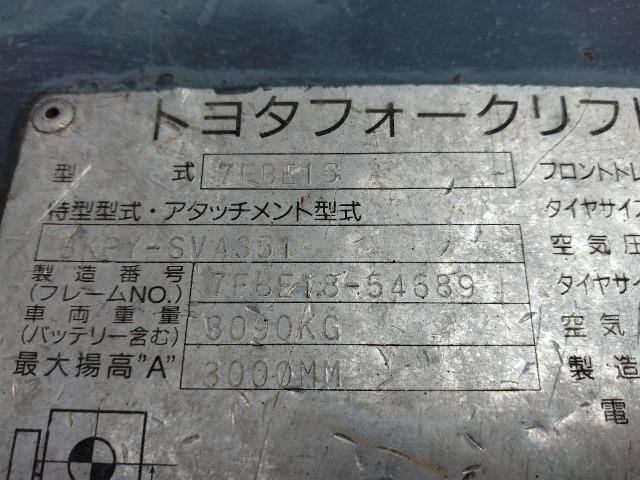 トヨタフォークリフト
型 式 7FBE15 フロントトレ
特型型式・アタッチメント型式 タイヤサイズ
BKPY-SVA351 空気圧
製造番号 7FBE18-54689 タイヤサイ
(フレームNO.)
車両重量 3090KG 空気
(バッテリー含む)
最大揚高"A" 3000MM 製造
電